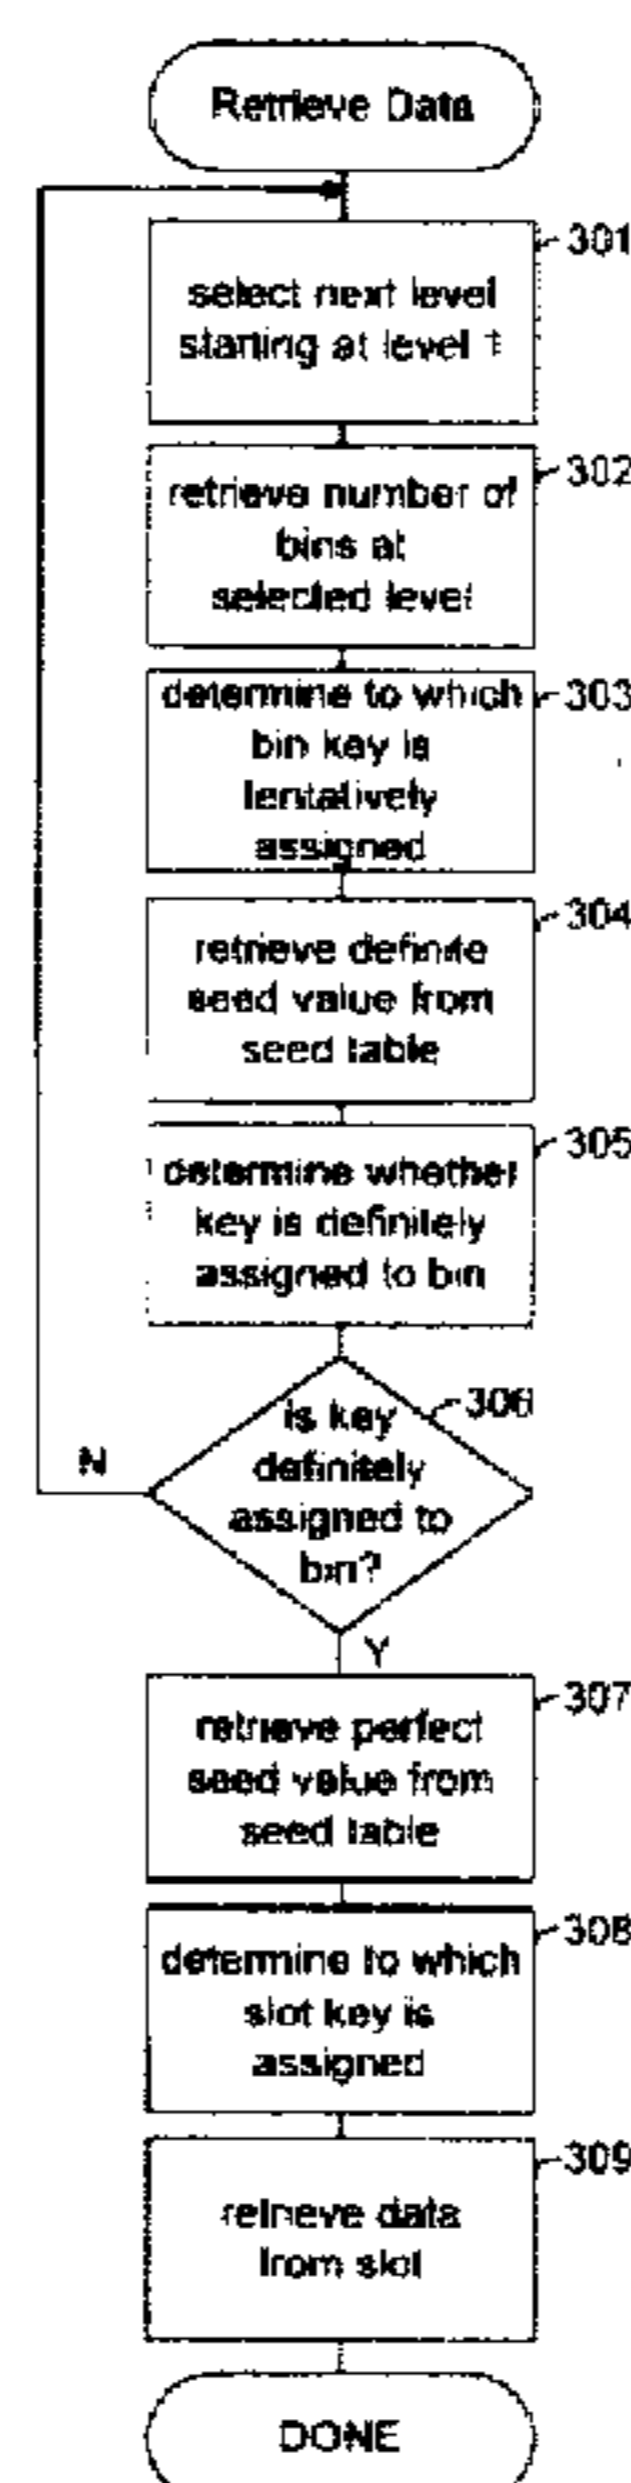 Retrieve Data
301
select next level
starting at level 1
302
retrieve number of
bins at
selected level
303
determine to which
bin key is
tentatively
assigned
304
retrieve definite
seed value from
seed table
305
determine whether
key is definitely
assigned to bin
306
is key
definitely
assigned to
bin?
N
Y
307
retrieve perfect
seed value from
seed table
308
determine to which
slot key is
assigned
309
retrieve data
from slot
DONE